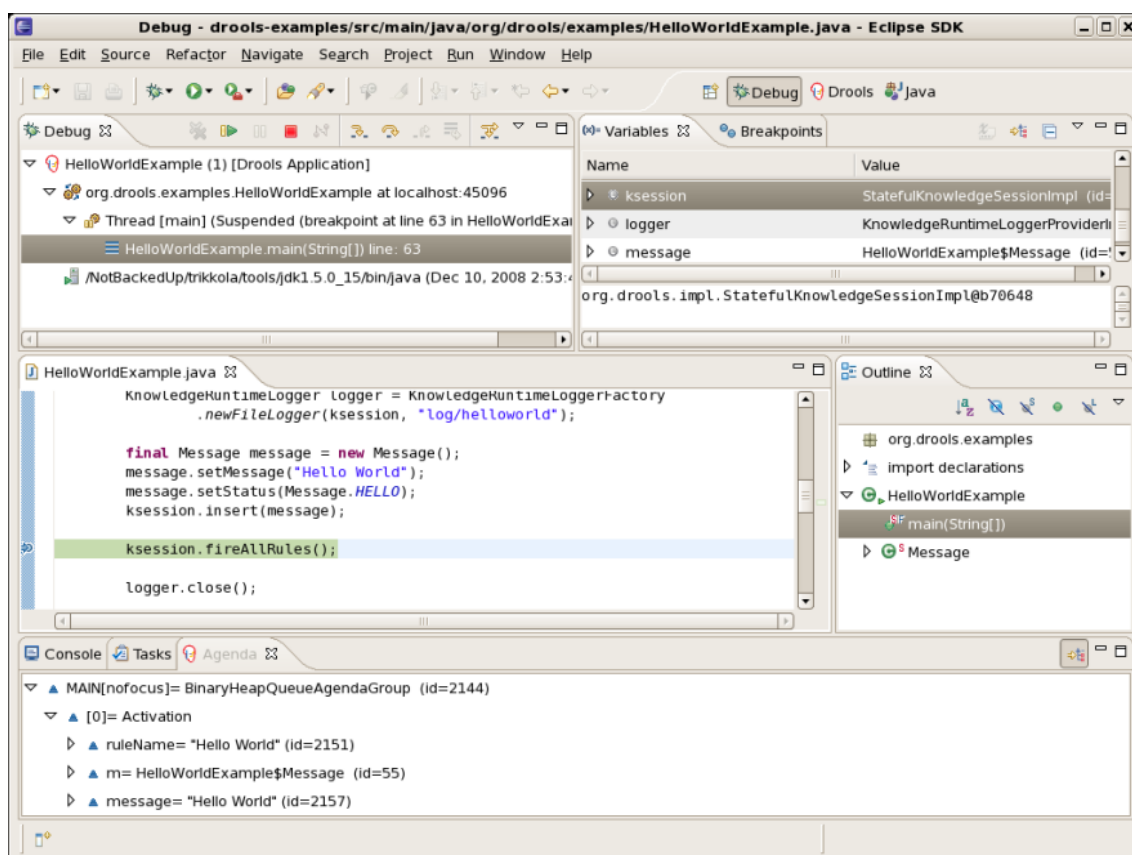 Debug - drools-examples/src/main/java/org/drools/examples/HelloWorldExample.java - Eclipse SDK
File Edit Source Refactor Navigate Search Project Run Window Help
Debug Drools Java
Debug
HelloWorldExample (1) [Drools Application]
org.drools.examples.HelloWorldExample at localhost:45096
Thread [main] (Suspended (breakpoint at line 63 in HelloWorldExa
HelloWorldExample.main(String[]) line: 63
/NotBackedUp/trikkola/tools/jdk1.5.0_15/bin/java (Dec 10, 2008 2:53:4
Variables Breakpoints
Name Value
ksession StatefulKnowledgeSessionImpl (id=
logger KnowledgeRuntimeLoggerProviderI
message HelloWorldExample$Message (id=
org.drools.impl.StatefulKnowledgeSessionImpl@b70648
HelloWorldExample.java
KnowledgeRuntimeLogger logger = KnowledgeRuntimeLoggerFactory
.newFileLogger(ksession, "log/helloworld");
final Message message = new Message();
message.setMessage("Hello World");
message.setStatus(Message.HELLO);
ksession.insert(message);
ksession.fireAllRules();
logger.close();
Outline
org.drools.examples
import declarations
HelloWorldExample
main(String[])
Message
Console Tasks Agenda
MAIN[nofocus]= BinaryHeapQueueAgendaGroup (id=2144)
[0]= Activation
ruleName= "Hello World" (id=2151)
m= HelloWorldExample$Message (id=55)
message= "Hello World" (id=2157)